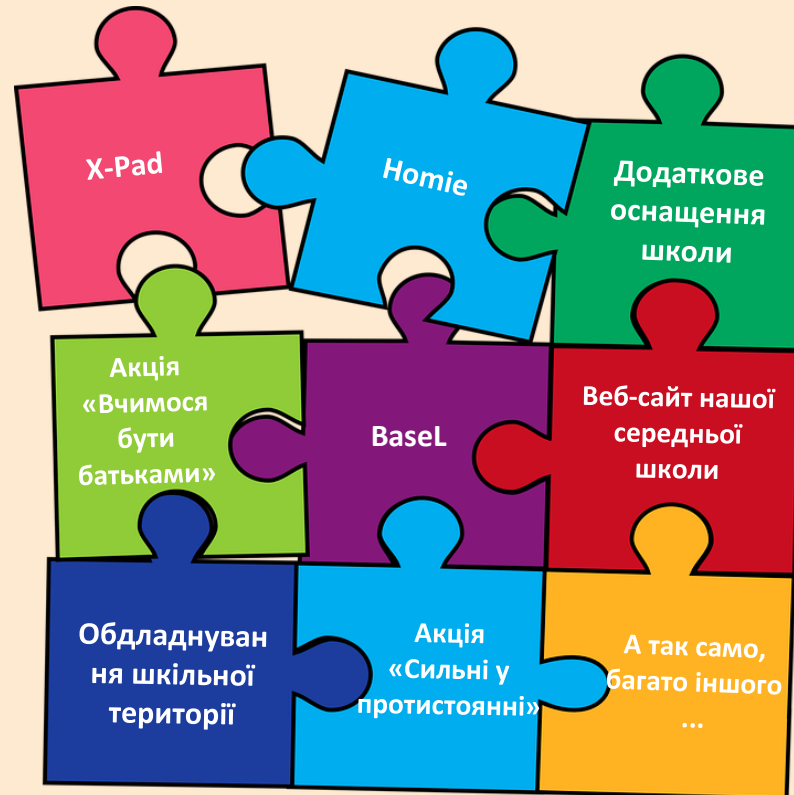 X-Pad
Homie
Додаткове
оснащення
школи
Акція
«Вчимося
бути
батьками»
BaseL
Веб-сайт нашої
середньої
школи
Обдладнуван
ня шкільної
території
Акція
«Сильні у
протистоянні»
А так само,
багато іншого
...